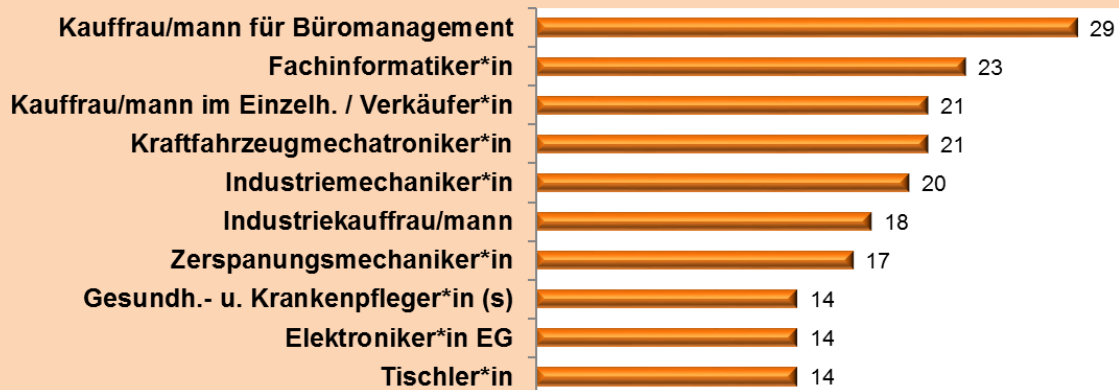 Kauffrau/mann für Büromanagement 29
Fachinformatiker*in 23
Kauffrau/mann im Einzelh. / Verkäufer*in 21
Kraftfahrzeugmechatroniker*in 21
Industriemechaniker*in 20
Industriekauffrau/mann 18
Zerspanungsmechaniker*in 17
Gesundh.- u. Krankenpfleger*in (s) 14
Elektroniker*in EG 14
Tischler*in 14